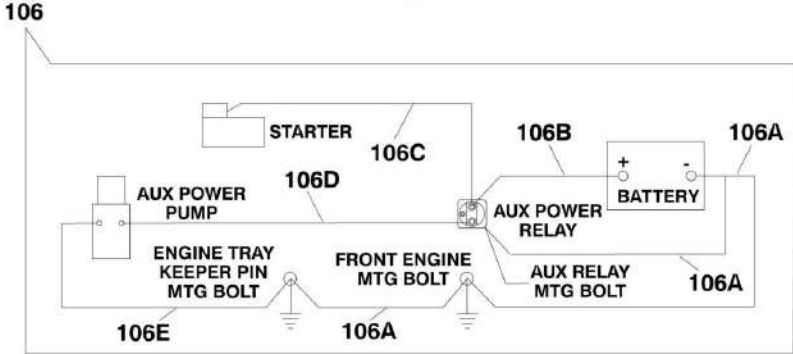 106
STARTER
106C
106B
106A
+
-
BATTERY
106D
AUX POWER
PUMP
AUX POWER
RELAY
ENGINE TRAY
KEEPER PIN
MTG BOLT
FRONT ENGINE
MTG BOLT
AUX RELAY
MTG BOLT
106A
106E
106A